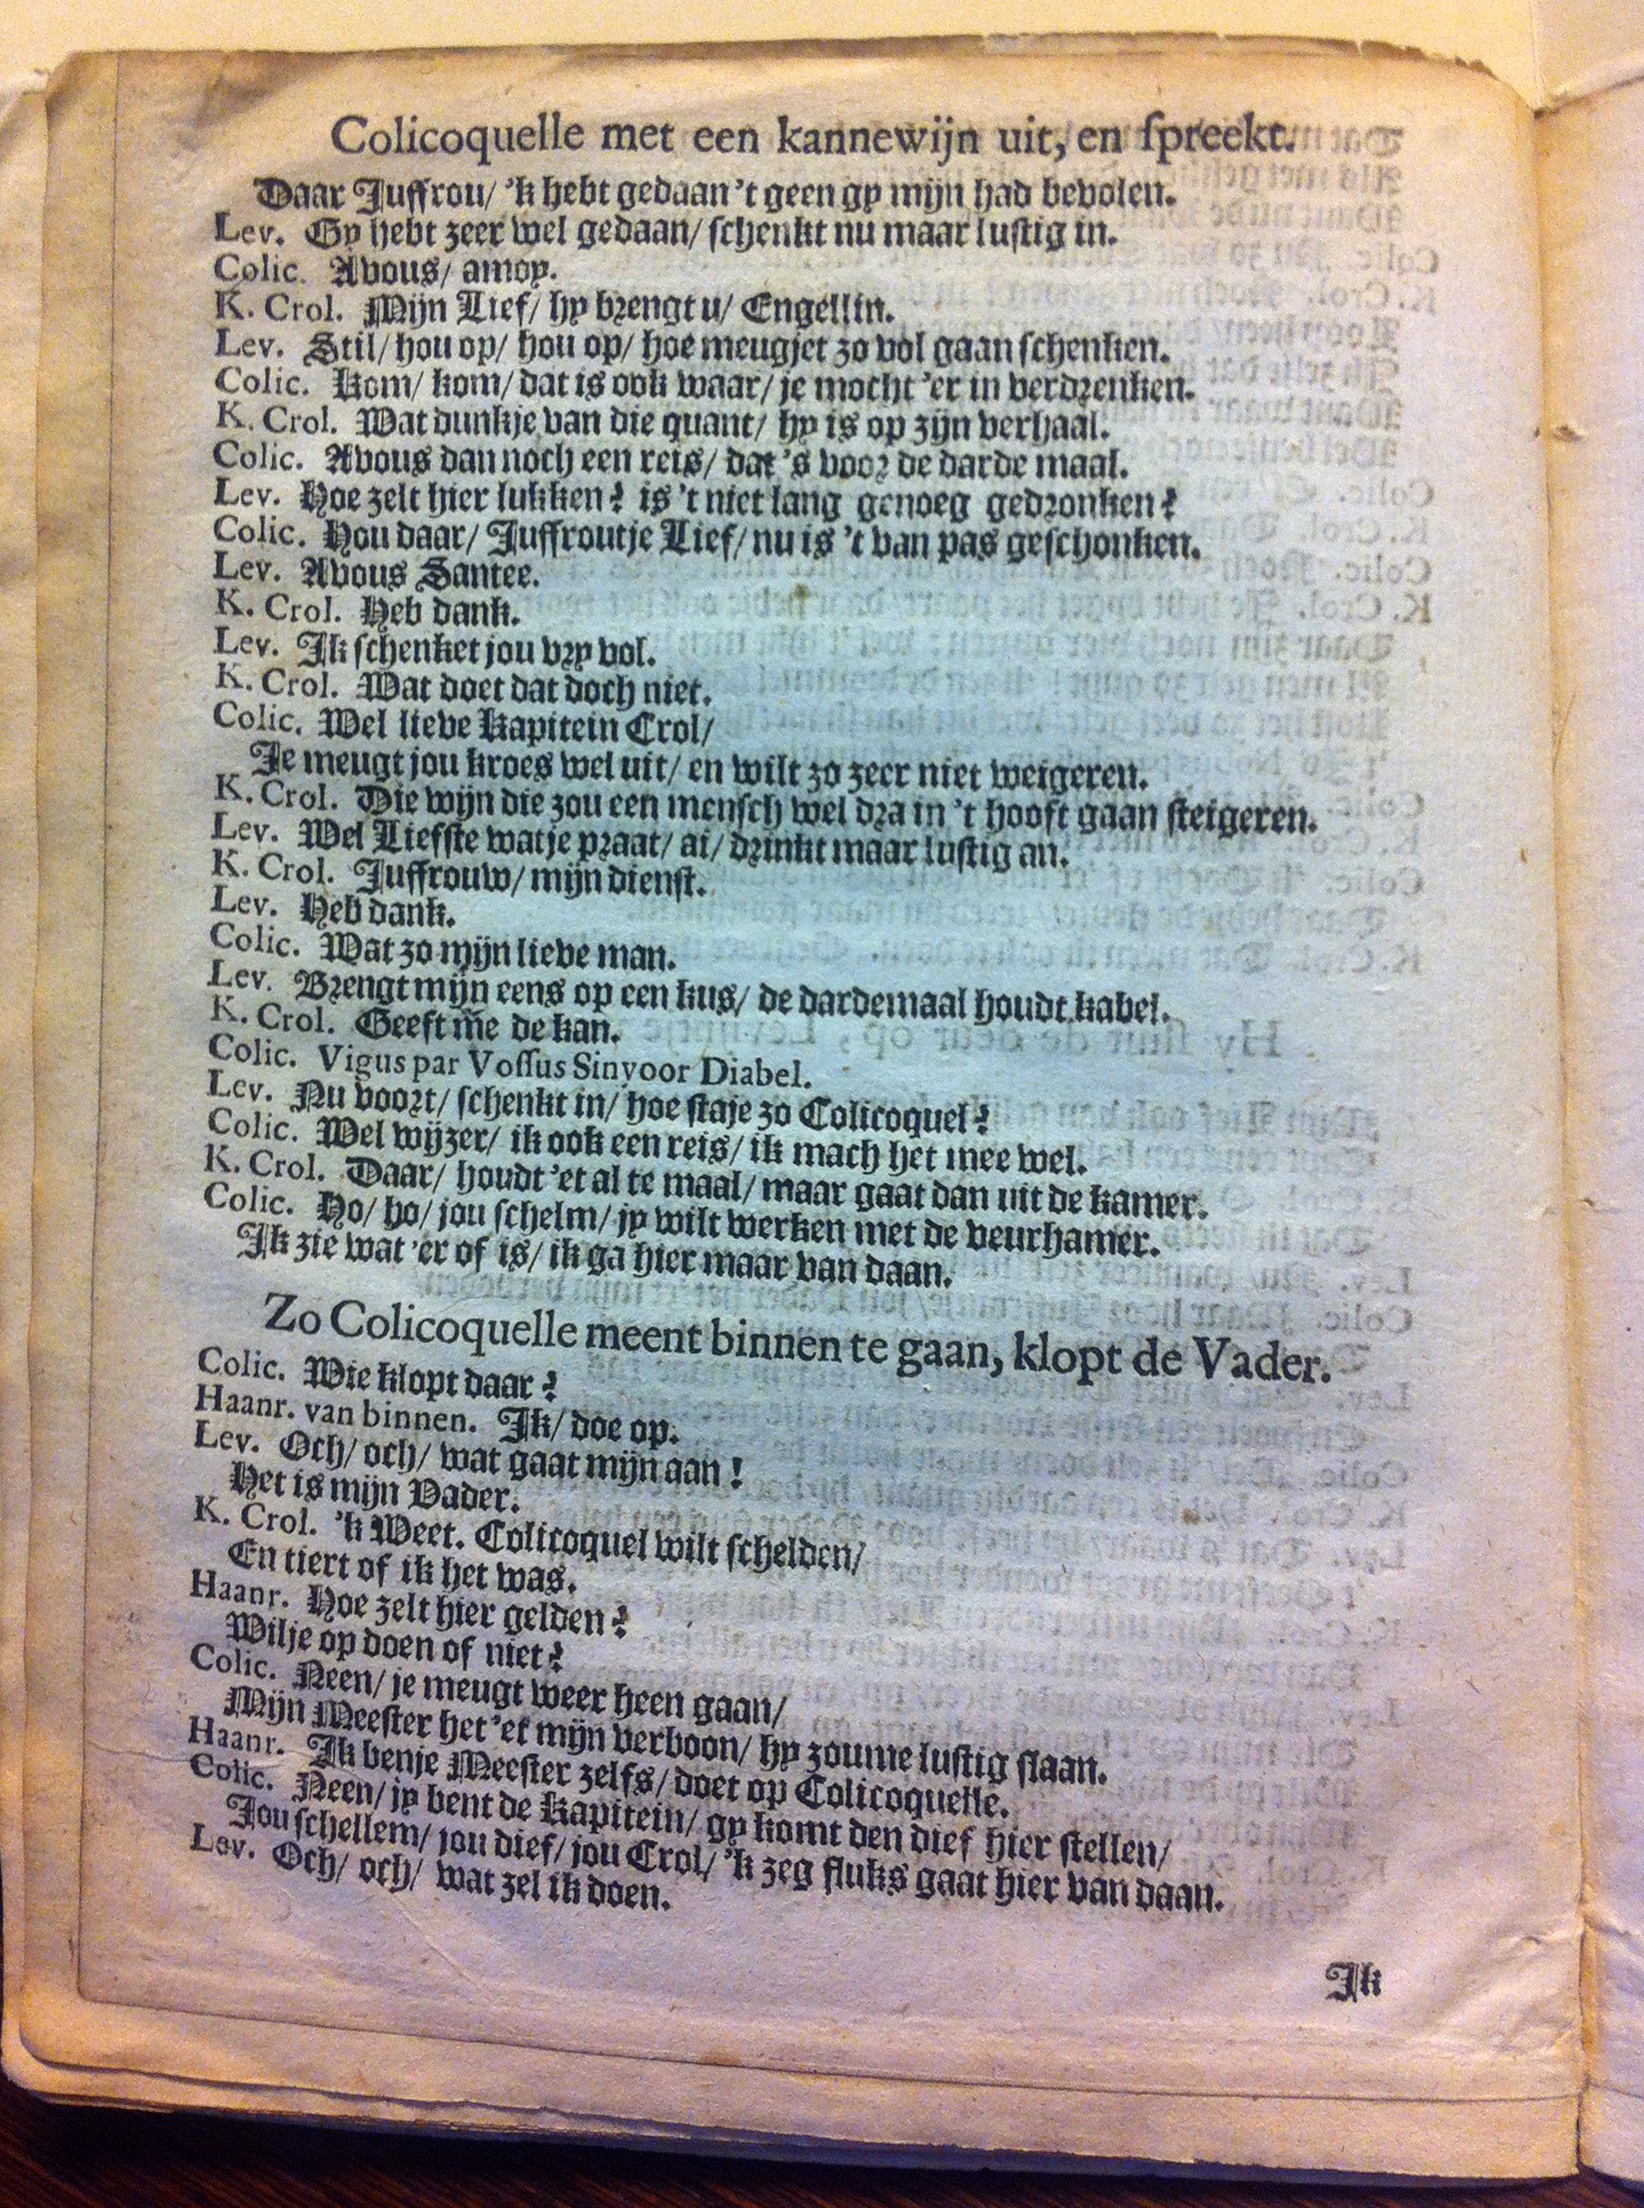 Colicoquelle met een kannewijn uit, en ſpreekt.
Daar Juffrou/ 'k hebt gedaan 't geen gy mijn had bevolen.
Lev. Gy hebt zeer wel gedaan/ ſchenkt nu maar luſtig in.
Colic. Avous/ amoy.
K. Crol. Mijn Lief/ hy brengt u/ Engellin.
Lev. Stil/ hou op/ hou op/ hoe meugjet zo vol gaan ſchenken.
Colic. Kom/ kom/ dat is ook waar/ je mocht 'er in verdrenken.
K. Crol. Wat dunkje van die quant/ hy is op zijn verhaal.
Colic. Avous dan noch een reis/ dat 's voor de darde maal.
Lev. Hoe zelt hier lukken? is 't niet lang genoeg gedronken?
Colic. Hou daar/ Juffroutje Lief/ nu is 't van pas geſchonken.
Lev. Avous Santee.
K. Crol. Heb dank.
Lev. Ik ſchenket jou vry vol.
K. Crol. Wat doet dat doch niet.
Colic. Wel lieve Kapitein Crol/
Je meugt jou kroes wel uit/ en wilt zo zeer niet weigeren.
K. Crol. Die wijn die zou een menſch wel dra in 't hooft gaan ſteigeren.
Lev. Wel Liefſte watje praat/ ai/ drinkt maar luſtig an.
K. Crol. Juffrouw/ mijn dienſt.
Lev. Heb dank.
Colic. Wat zo mijn lieve man.
Lev. Brengt mijn eens op een kus/ de dardemaal houdt kabel.
K. Crol. Geeft m̃e de kan.
Colic. Vigus par Voſſus Sinyoor Diabel.
Lev. Nu voort/ ſchenkt in/ hoe ſtaje zo Colicoquel?
Colic. Wel wijzer/ ik ook een reis/ ik mach het mee wel.
K. Crol. Daar/ houdt 'et al te maal/ maar gaat dan uit de kamer.
Colic. Ho/ ho/ jou ſchelm/ jy wilt werken met de veurhamer.
Ik zie wat 'er of is/ ik ga hier maar van daan.
Zo Colicoquelle meent binnen te gaan, klopt de Vader.
Colic. Wie klopt daar?
Haanr. van binnen. Ik/ doe op.
Lev. Och/ och/ wat gaat mijn aan!
Het is mijn Vader.
K. Crol. 'k Weet. Colicoquel wilt ſchelden/
En tiert of ik het was.
Haanr. Hoe zelt hier gelden?
Wilje op doen of niet?
Colic. Neen/ je meugt weer heen gaan/
Mijn Meeſter het 'et mijn verboon/ hy zoume luſtig ſlaan.
Haanr. Ik benje Meeſter zelfs/ doet op Colicoquelle.
Colic. Neen/ jy bent de Kapitein/ gy komt den dief hier ſtellen/
Jou ſchellem/ jou dief/ jou Crol/ 'k zeg fluks gaat hier van daan.
Lev. Och/ och/ wat zel ik doen.
Ik